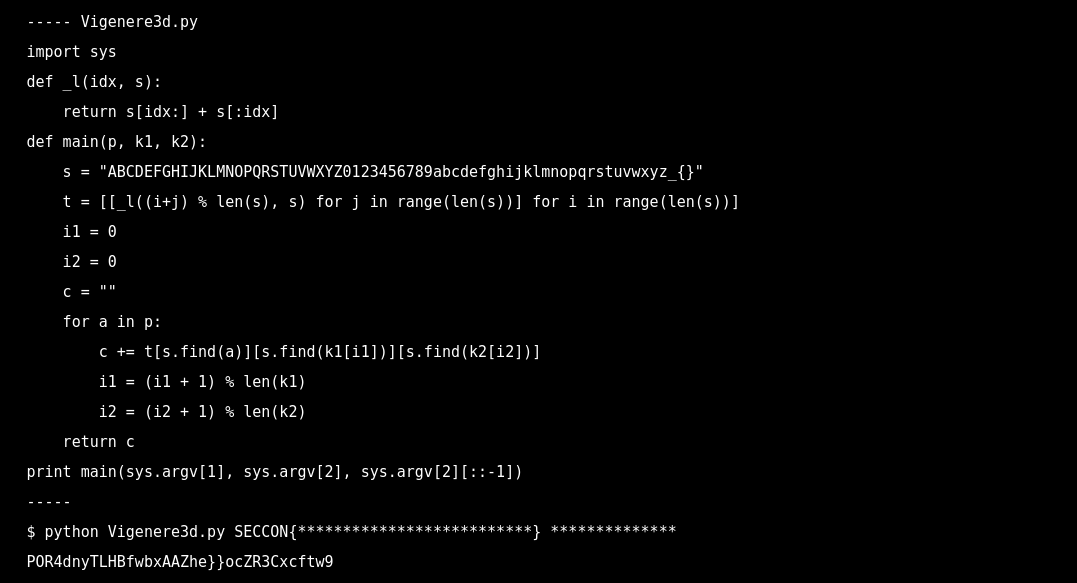 ----- Vigenere3d.py
import sys
def _l(idx, s):
    return s[idx:] + s[:idx]
def main(p, k1, k2):
    s = "ABCDEFGHIJKLMNOPQRSTUVWXYZ0123456789abcdefghijklmnopqrstuvwxyz_{}"
    t = [[_l((i+j) % len(s), s) for j in range(len(s))] for i in range(len(s))]
    i1 = 0
    i2 = 0
    c = ""
    for a in p:
        c += t[s.find(a)][s.find(k1[i1])][s.find(k2[i2])]
        i1 = (i1 + 1) % len(k1)
        i2 = (i2 + 1) % len(k2)
    return c
print main(sys.argv[1], sys.argv[2], sys.argv[2][::-1])
-----
$ python Vigenere3d.py SECCON{**************************} **************
POR4dnyTLHBfwbxAAZhe}}ocZR3Cxcftw9